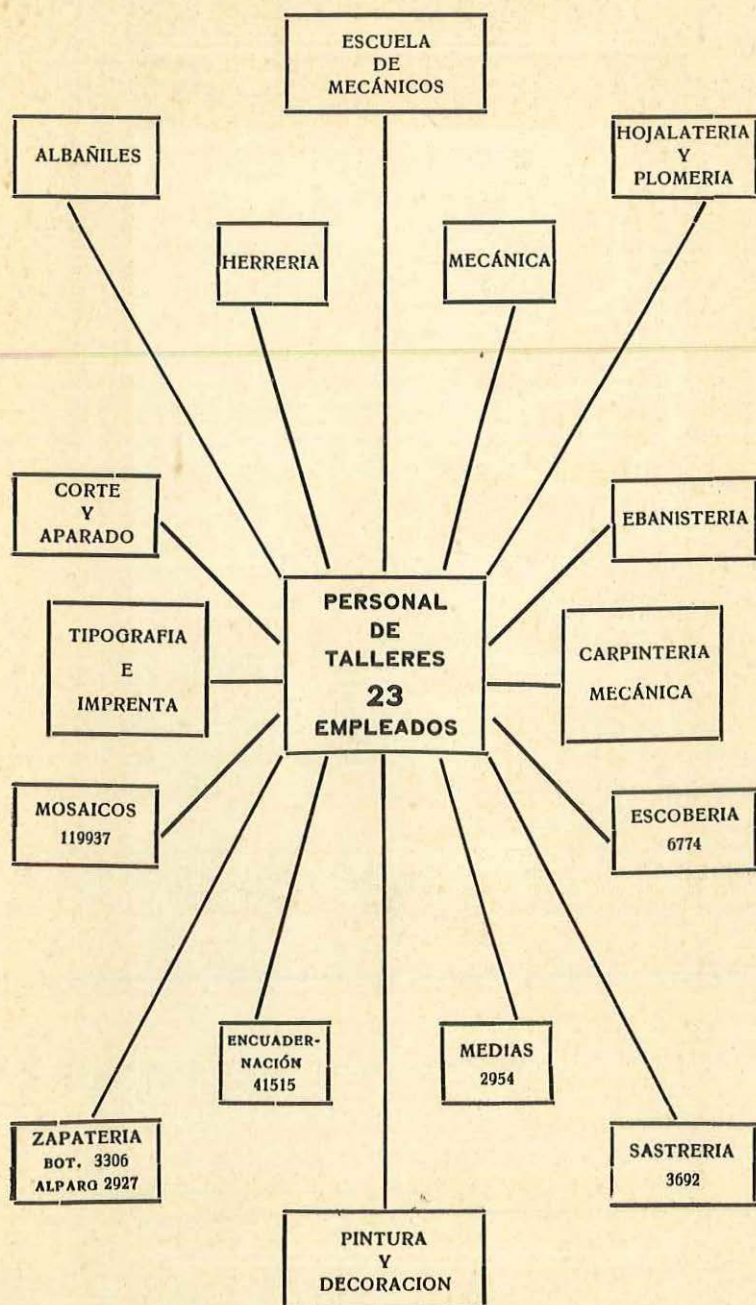 ESCUELA
DE
MECÁNICOS
ALBAÑILES
HOJALATERIA
Y
PLOMERIA
HERRERIA
MECÁNICA
CORTE
Y
APARADO
EBANISTERIA
PERSONAL
DE
TALLERES
23
EMPLEADOS
TIPOGRAFIA
E
IMPRENTA
CARPINTERIA
MECÁNICA
MOSAICOS
119937
ESCOBERIA
6774
ENCUADER-
NACIÓN
41515
MEDIAS
2954
ZAPATERIA
BOT. 3306
ALPARG 2927
SASTRERIA
3692
PINTURA
Y
DECORACION